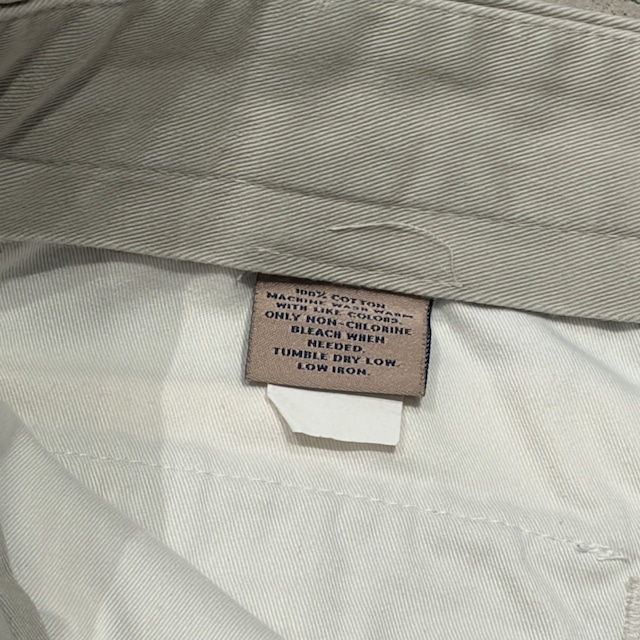 100% COTTON
MACHINE WASH WARM
WITH LIKE COLORS.
ONLY NON-CHLORINE
BLEACH WHEN
NEEDED.
TUMBLE DRY LOW.
LOW IRON.